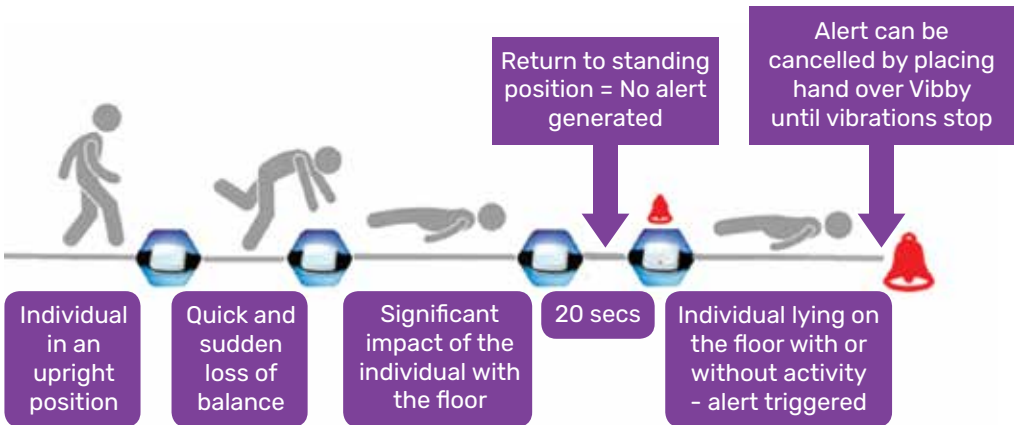 Return to standing
position = No alert
generated
Alert can be
cancelled by placing
hand over Vibby
until vibrations stop
Individual
in an
upright
position
Quick and
sudden
loss of
balance
Significant
impact of the
individual with
the floor
20 secs
Individual lying on
the floor with or
without activity
- alert triggered